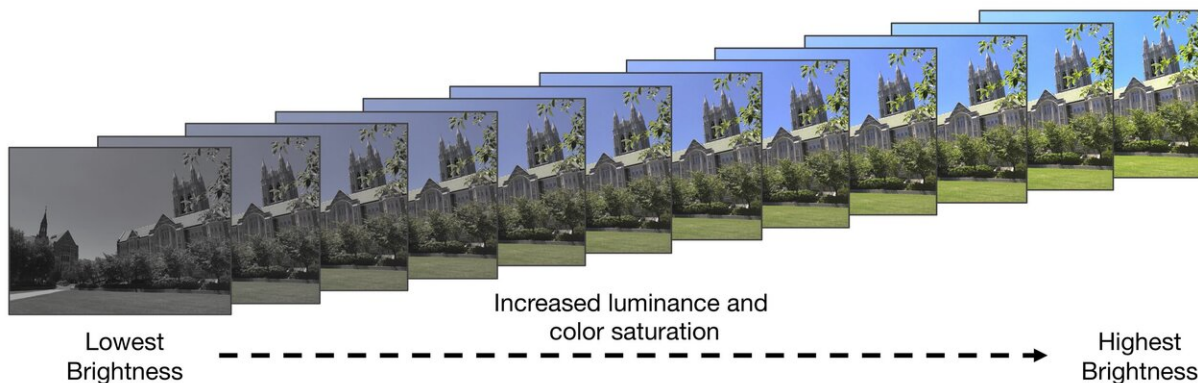 Increased luminance and
color saturation
Lowest
Brightness
Highest
Brightness